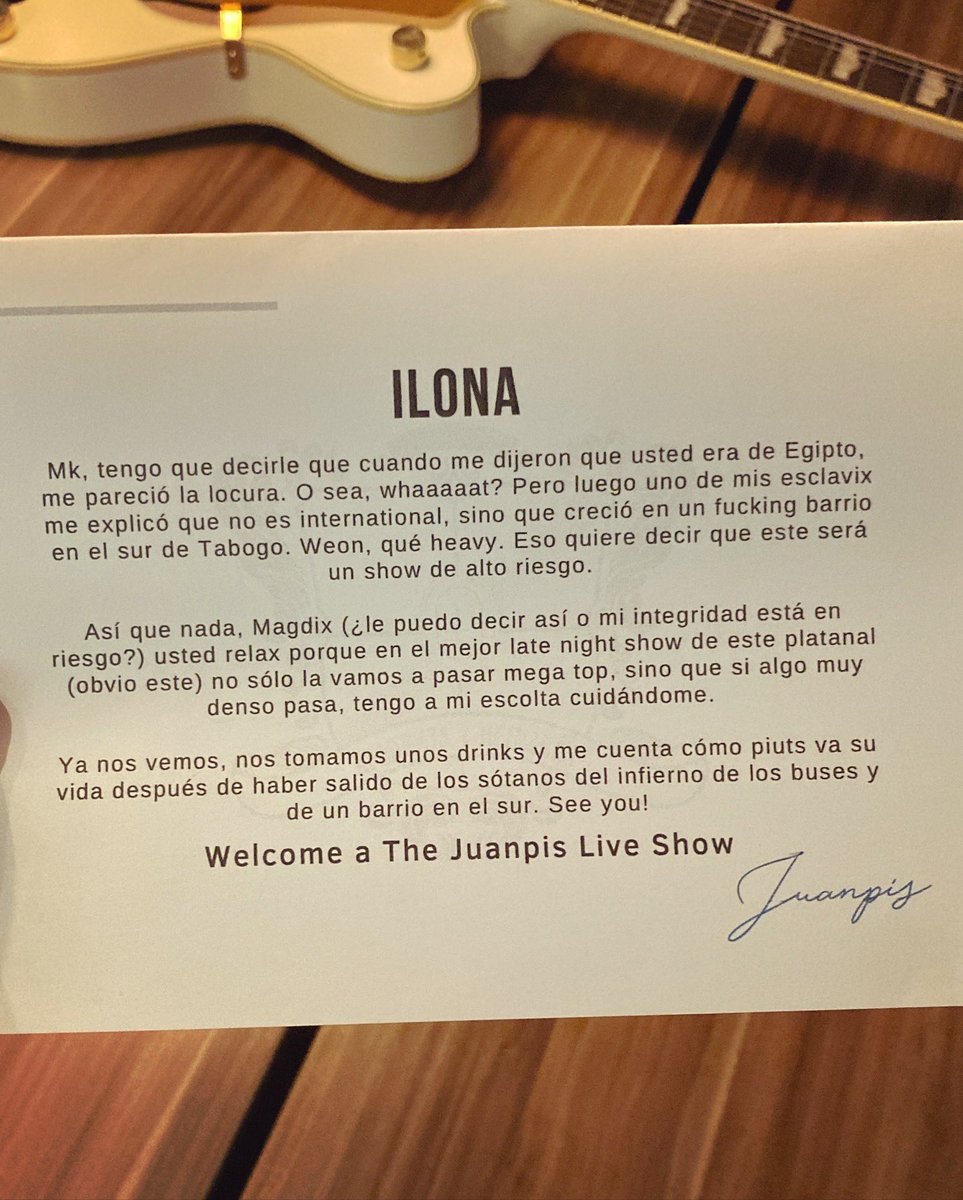 ILONA
Mk, tengo que decirle que cuando me dijeron que usted era de Egipto,
me pareció la locura. O sea, whaaaaat? Pero luego uno de mis esclavix
me explicó que no es international, sino que creció en un fucking barrio
en el sur de Tabogo. Weon, qué heavy. Eso quiere decir que este será
un show de alto riesgo.
Así que nada, Magdix (¿le puedo decir así o mi integridad está en
riesgo?) usted relax porque en el mejor late night show de este platanal
(obvio este) no sólo la vamos a pasar mega top, sino que si algo muy
denso pasa, tengo a mi escolta cuidándome.
Ya nos vemos, nos tomamos unos drinks y me cuenta cómo piuts va su
vida después de haber salido de los sótanos del infierno de los buses y
de un barrio en el sur. See you!
Welcome a The Juanpis Live Show
Juanpis